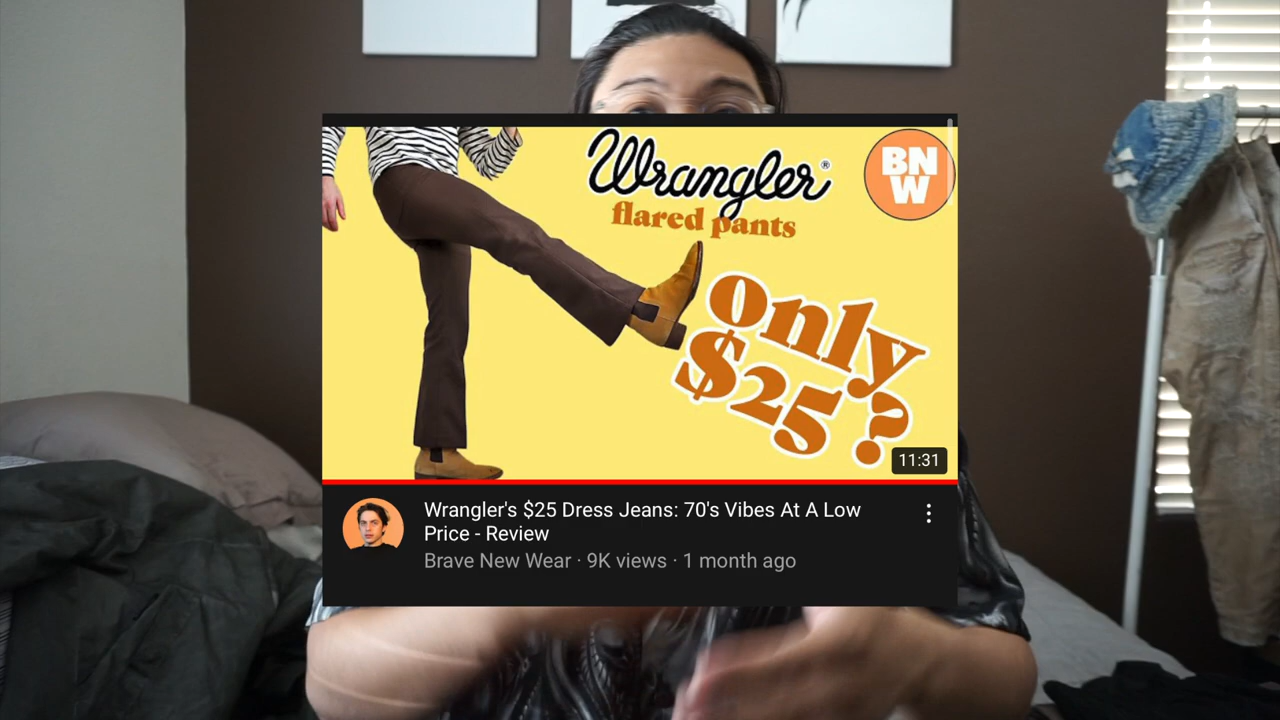 Wrangler®
flared pants
BN
W
only
$25?
11:31
Wrangler's $25 Dress Jeans: 70's Vibes At A Low
Price - Review
Brave New Wear · 9K views · 1 month ago